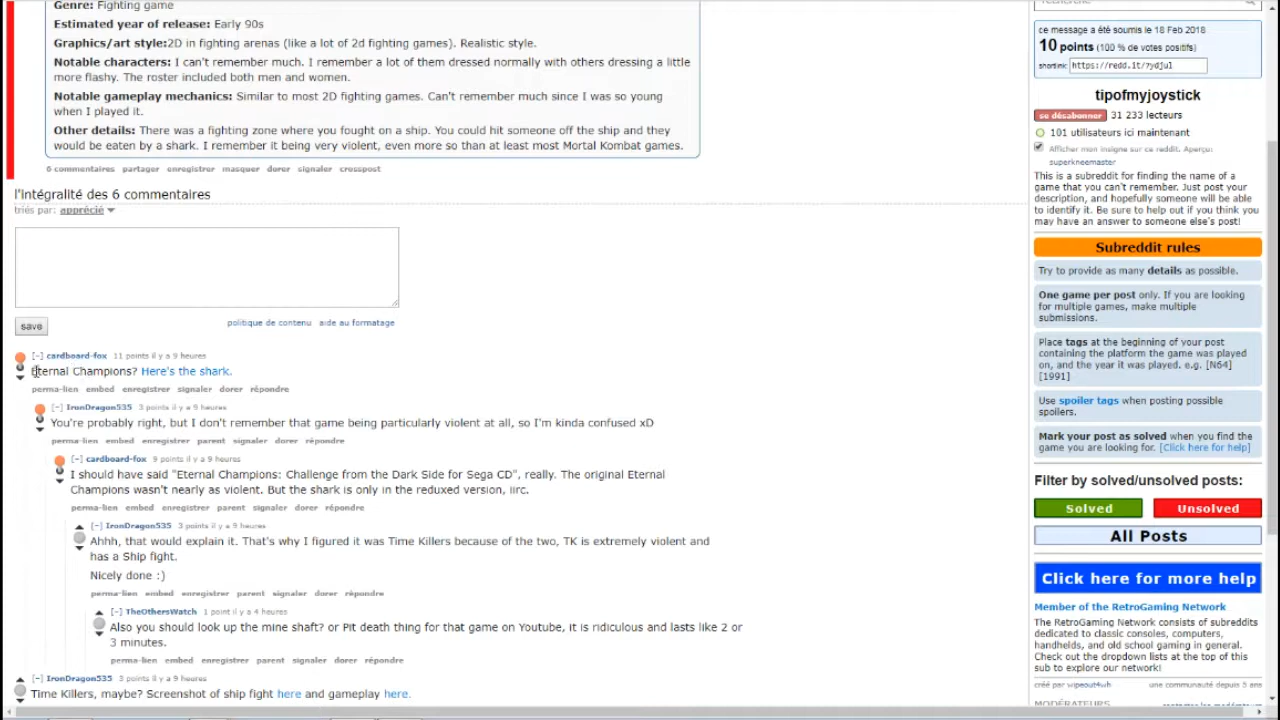 Genre: Fighting game
Estimated year of release: Early 90s
Graphics/art style:2D in fighting arenas (like a lot of 2d fighting games). Realistic style.
Notable characters: I can't remember much. I remember a lot of them dressed normally with others dressing a little
more flashy. The roster included both men and women.
Notable gameplay mechanics: Similar to most 2D fighting games. Can't remember much since I was so young
when I played it.
Other details: There was a fighting zone where you fought on a ship. You could hit someone off the ship and they
would be eaten by a shark. I remember it being very violent, even more so than at least most Mortal Kombat games.
6 commentaires partager enregistrer masquer dorer signaler crosspost
l'intégralité des 6 commentaires
triés par: apprécié
save
politique de contenu aide au formatage
[–] cardboard-fox 11 points il y a 9 heures
Eternal Champions? Here's the shark.
perma-lien embed enregistrer signaler dorer répondre
[–] IronDragon535 3 points il y a 9 heures
You're probably right, but I don't remember that game being particularly violent at all, so I'm kinda confused xD
perma-lien embed enregistrer parent signaler dorer répondre
[–] cardboard-fox 9 points il y a 9 heures
I should have said "Eternal Champions: Challenge from the Dark Side for Sega CD", really. The original Eternal
Champions wasn't nearly as violent. But the shark is only in the reduxed version, iirc.
perma-lien embed enregistrer parent signaler dorer répondre
[–] IronDragon535 3 points il y a 9 heures
Ahhh, that would explain it. That's why I figured it was Time Killers because of the two, TK is extremely violent and
has a Ship fight.
Nicely done :)
perma-lien embed enregistrer parent signaler dorer répondre
[–] TheOthersWatch 1 point il y a 4 heures
Also you should look up the mine shaft? or Pit death thing for that game on Youtube, it is ridiculous and lasts like 2 or
3 minutes.
perma-lien embed enregistrer parent signaler dorer répondre
[–] IronDragon535 3 points il y a 9 heures
Time Killers, maybe? Screenshot of ship fight here and gameplay here.
ce message a été soumis le 18 Feb 2018
10 points (100 % de votes positifs)
shortlink: https://redd.it/7ydjul
tipofmyjoystick
se désabonner 31 233 lecteurs
101 utilisateurs ici maintenant
Afficher mon insigne sur ce reddit. Aperçu:
superkneemaster
This is a subreddit for finding the name of a
game that you can't remember. Just post your
description, and hopefully someone will be able
to identify it. Be sure to help out if you think you
may have an answer to someone else's post!
Subreddit rules
Try to provide as many details as possible.
One game per post only. If you are looking
for multiple games, make multiple
submissions.
Place tags at the beginning of your post
containing the platform the game was played
on, and the year it was played. e.g. [N64]
[1991]
Use spoiler tags when posting possible
spoilers.
Mark your post as solved when you find the
game you are looking for. [Click here for help]
Filter by solved/unsolved posts:
Solved Unsolved
All Posts
Click here for more help
Member of the RetroGaming Network
The RetroGaming Network consists of subreddits
dedicated to classic consoles, computers,
handhelds, and old school gaming in general.
Check out the dropdown lists at the top of this
sub to explore our network!
créé par wipeout4wh une communauté depuis 5 ans
MODÉRATEURS